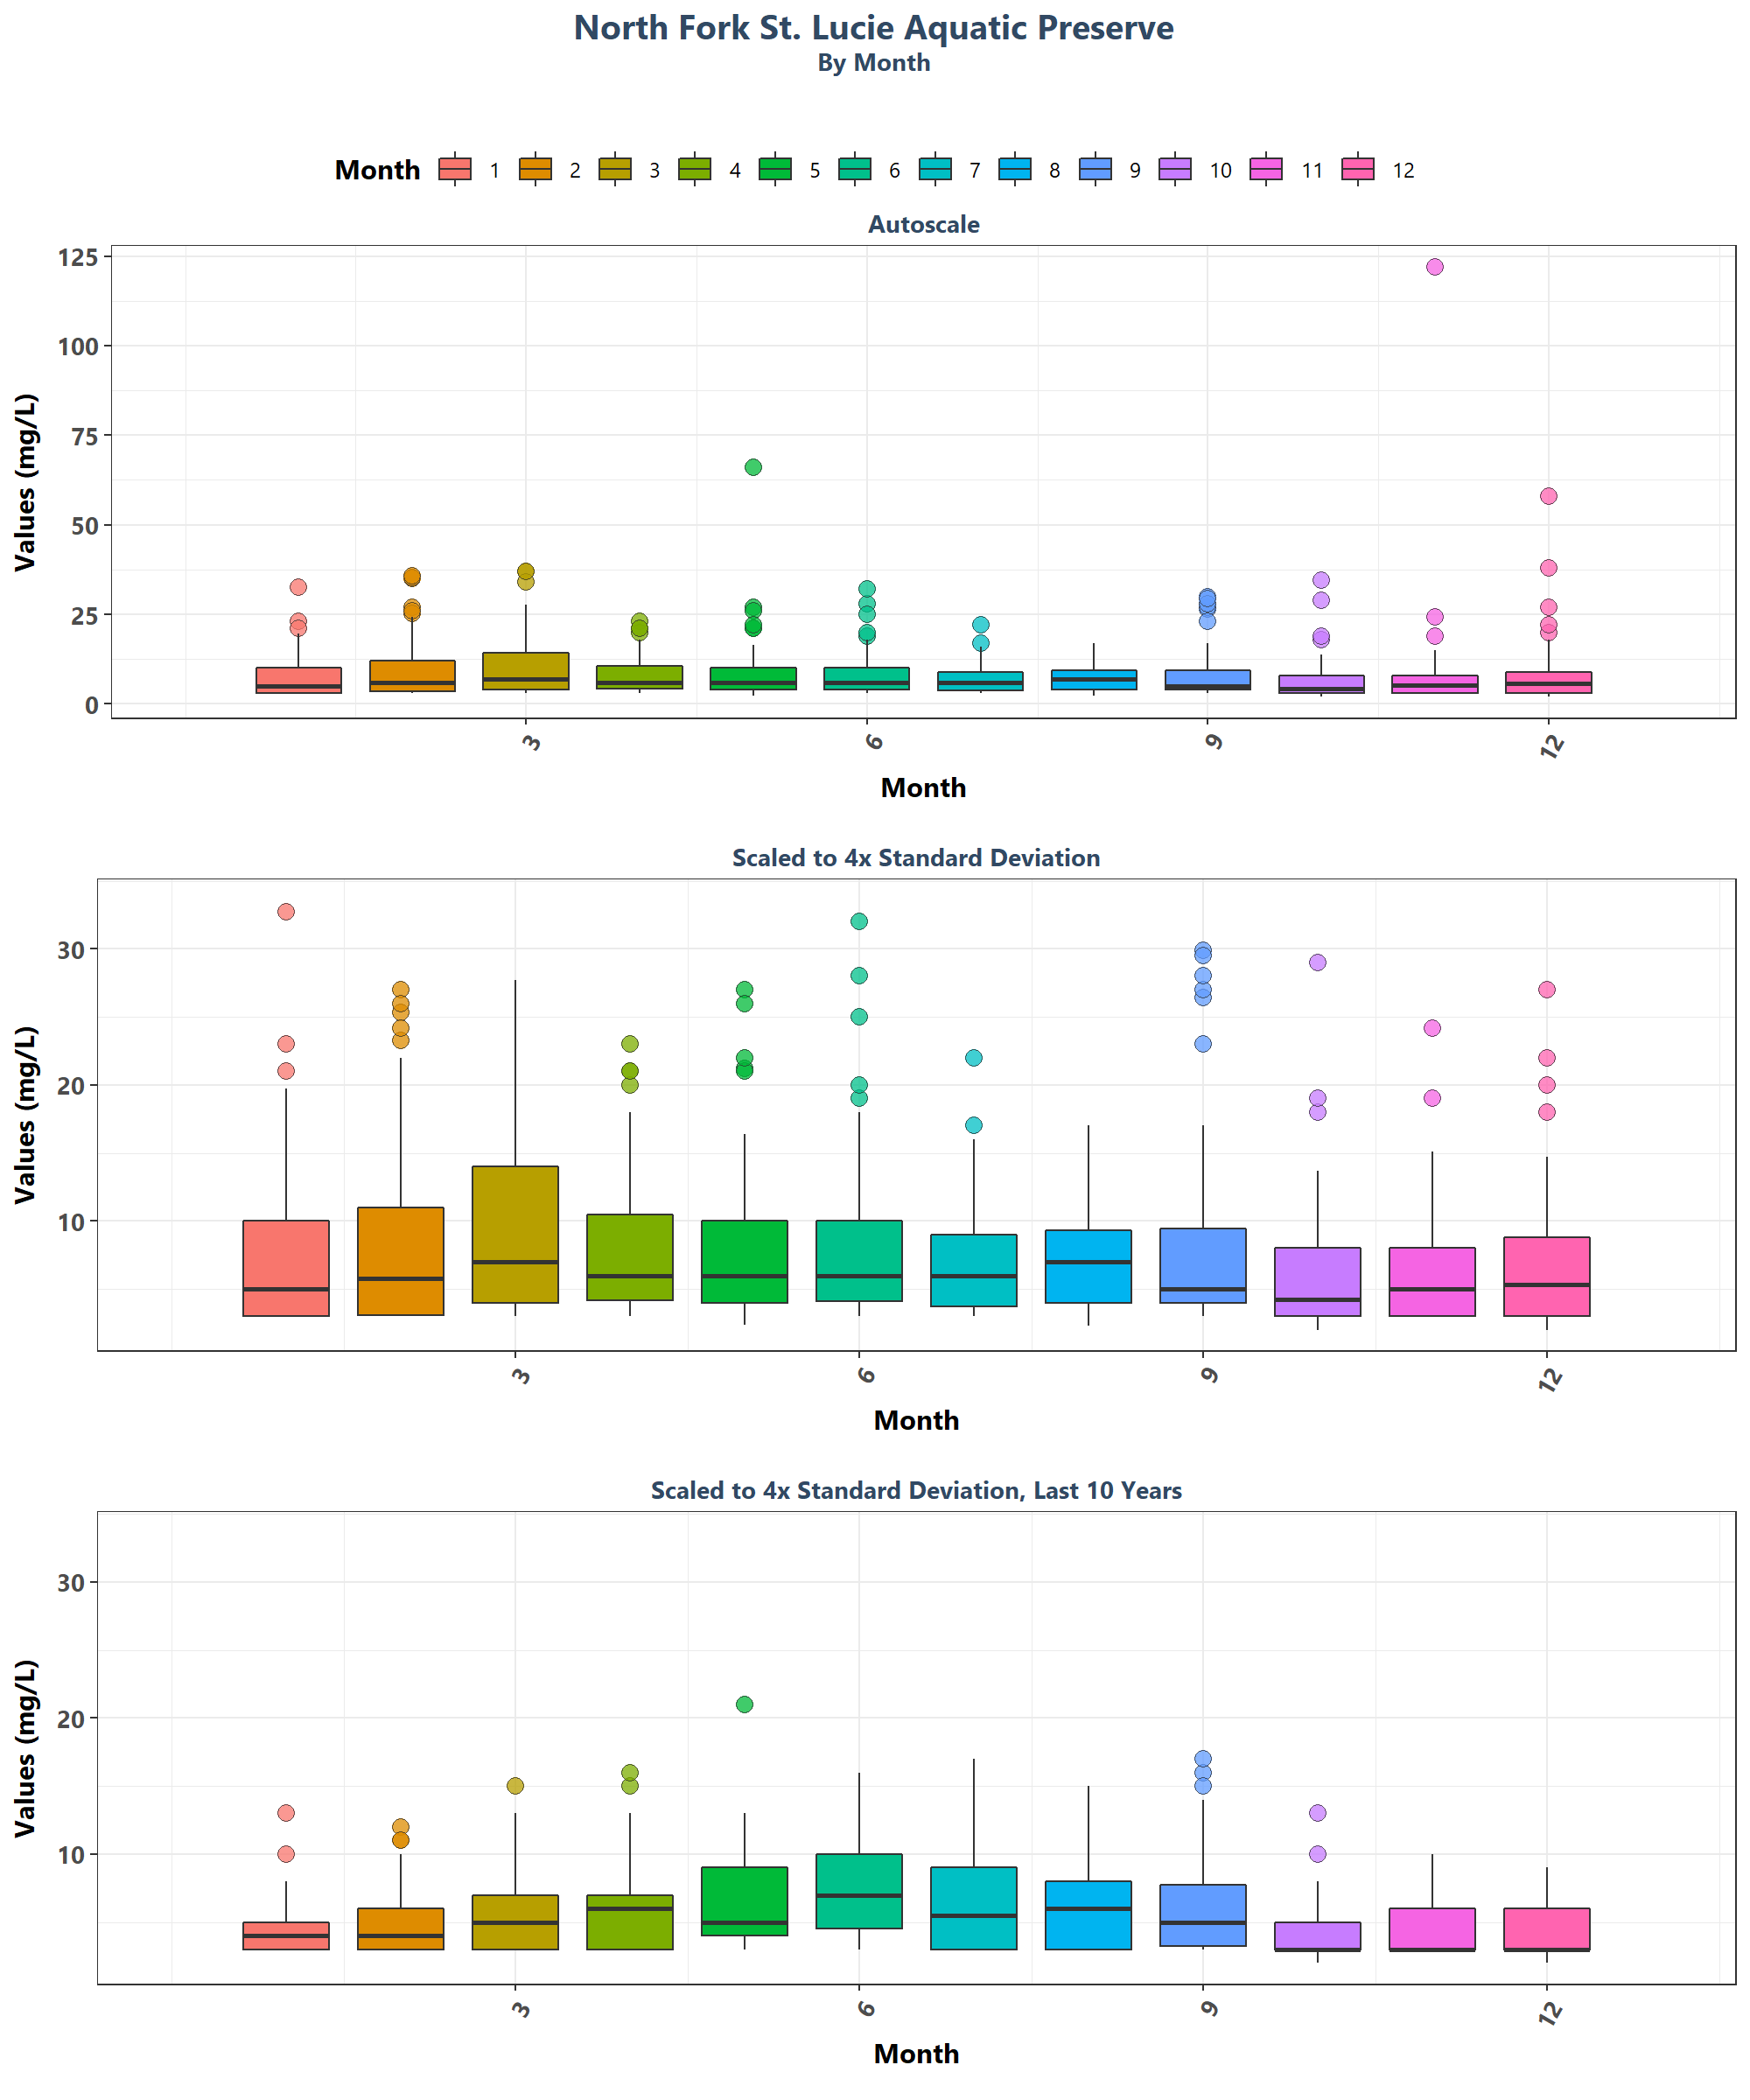 North Fork St. Lucie Aquatic Preserve
By Month
Month 1 2 3 4 5 6 7 8 9 10 11 12
Autoscale
Values (mg/L)
125
100
75
50
25
0
3 6 9 12
Month
Scaled to 4x Standard Deviation
Values (mg/L)
30
20
10
3 6 9 12
Month
Scaled to 4x Standard Deviation, Last 10 Years
Values (mg/L)
30
20
10
3 6 9 12
Month